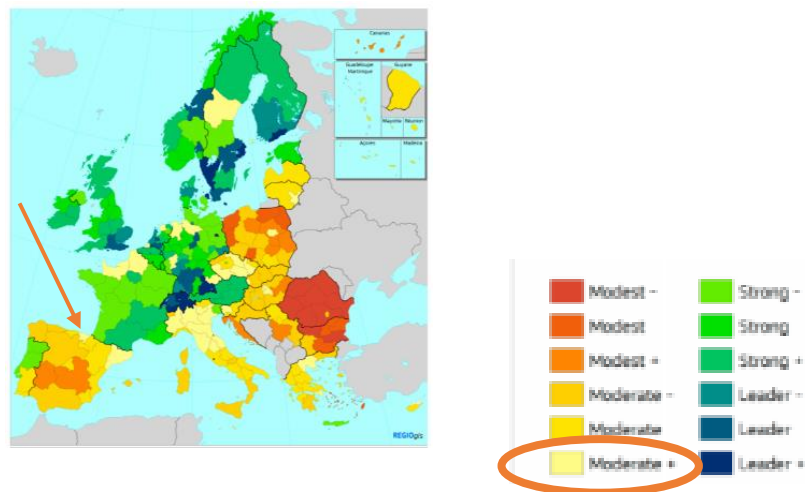 Canarias
Guadeloupe
Martinique
Guyane
Mayotte
Réunion
Açores
Madeira
REGIOgis
Modest -
Modest
Modest +
Moderate -
Moderate
Moderate +
Strong -
Strong
Strong +
Leader -
Leader
Leader +